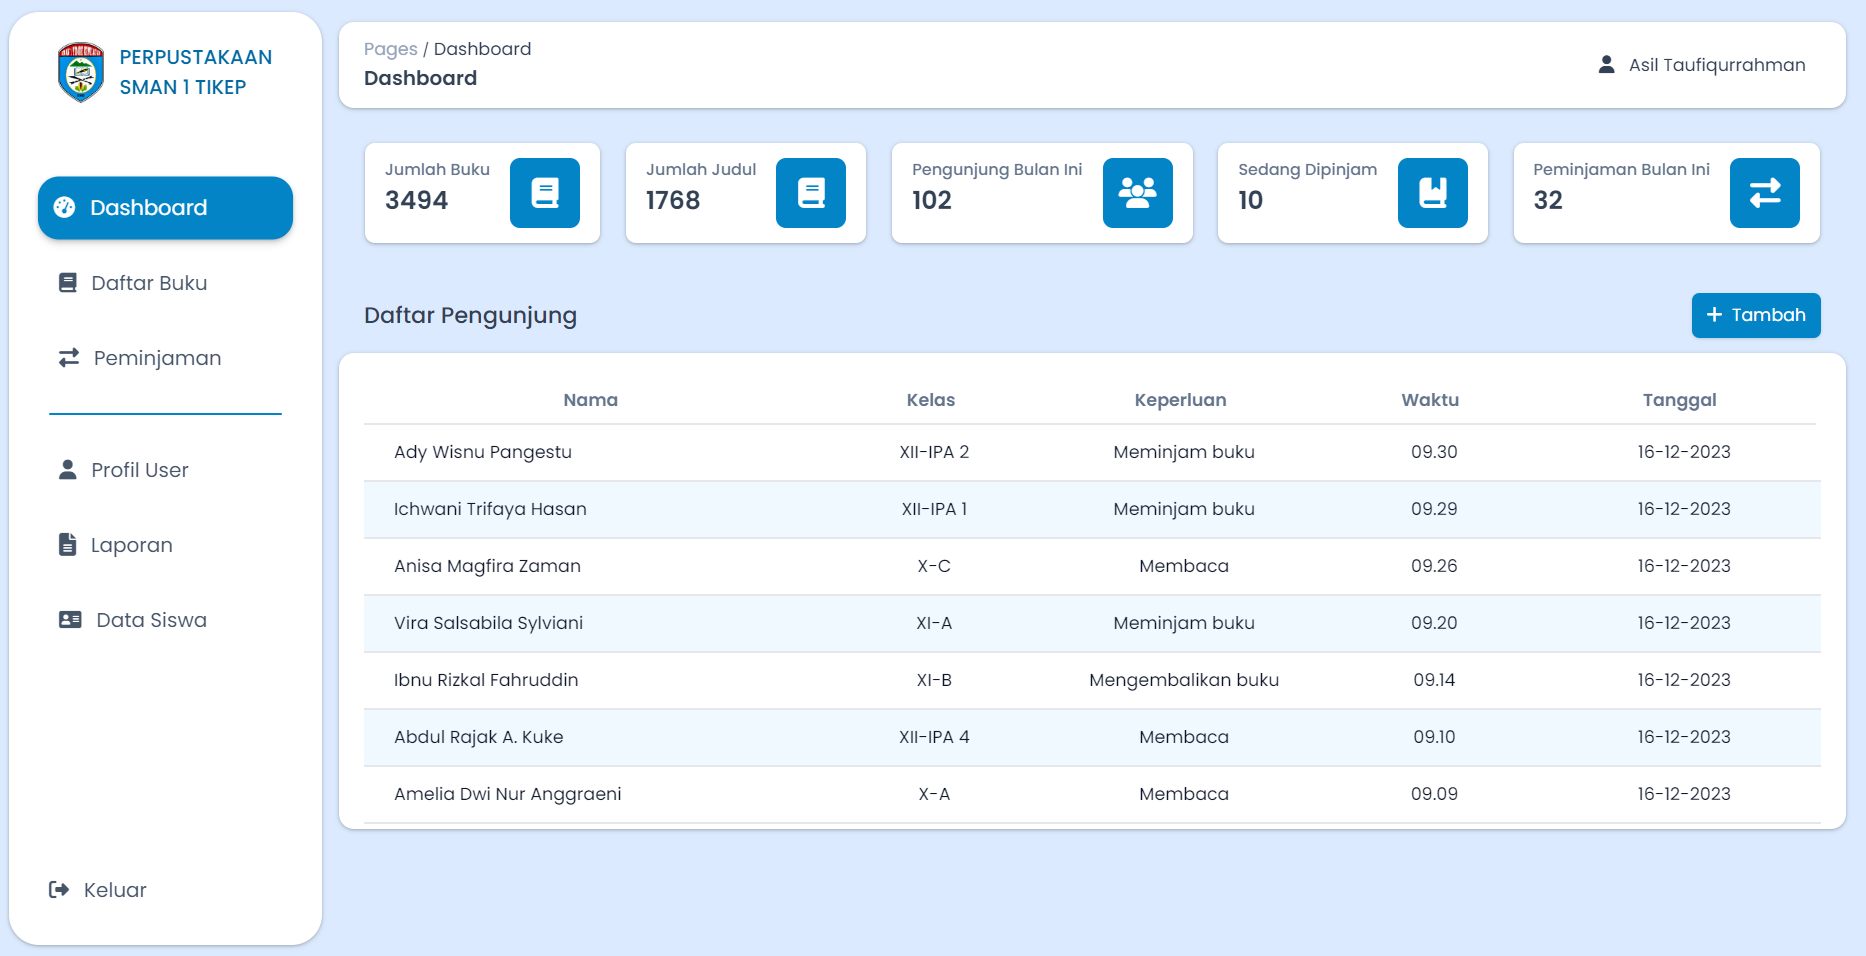 PERPUSTAKAAN
SMAN 1 TIKEP
Dashboard
Daftar Buku
Peminjaman
Profil User
Laporan
Data Siswa
Keluar
Pages / Dashboard
Dashboard
Asil Taufiqurrahman
Jumlah Buku
3494
Jumlah Judul
1768
Pengunjung Bulan Ini
102
Sedang Dipinjam
10
Peminjaman Bulan Ini
32
Daftar Pengunjung
+ Tambah
Nama Kelas Keperluan Waktu Tanggal
Ady Wisnu Pangestu XII-IPA 2 Meminjam buku 09.30 16-12-2023
Ichwani Trifaya Hasan XII-IPA 1 Meminjam buku 09.29 16-12-2023
Anisa Magfira Zaman X-C Membaca 09.26 16-12-2023
Vira Salsabila Sylviani XI-A Meminjam buku 09.20 16-12-2023
Ibnu Rizkal Fahruddin XI-B Mengembalikan buku 09.14 16-12-2023
Abdul Rajak A. Kuke XII-IPA 4 Membaca 09.10 16-12-2023
Amelia Dwi Nur Anggraeni X-A Membaca 09.09 16-12-2023